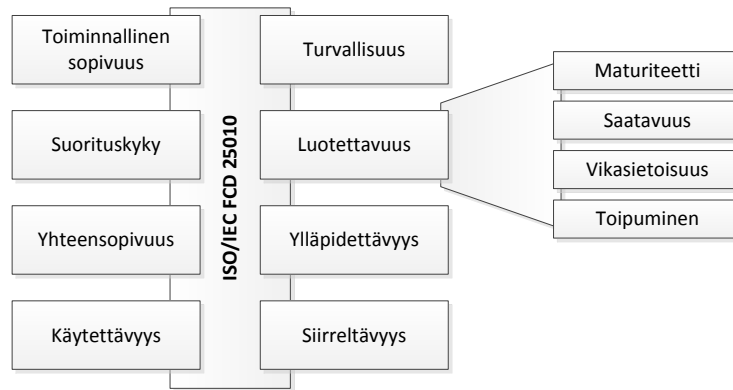 Toiminnallinen
sopivuus
Suorituskyky
Yhteensopivuus
Käytettävyys
ISO/IEC FCD 25010
Turvallisuus
Luotettavuus
Ylläpidettävyys
Siirreltävyys
Maturiteetti
Saatavuus
Vikasietoisuus
Toipuminen